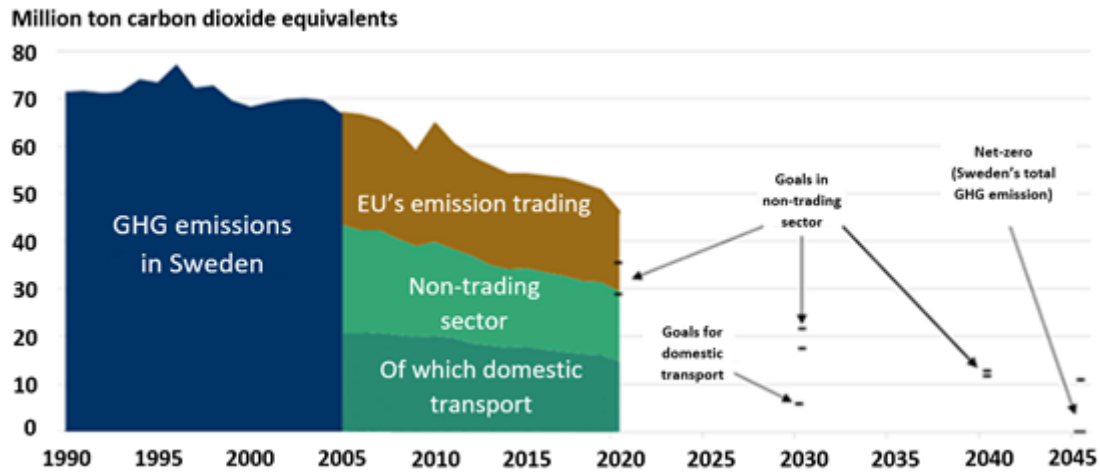 Million ton carbon dioxide equivalents
80
70
60
50
40
30
20
10
0
GHG emissions
in Sweden
EU's emission trading
Non-trading
sector
Of which domestic
transport
Goals in
non-trading
sector
Goals for
domestic
transport
Net-zero
(Sweden's total
GHG emission)
1990 1995 2000 2005 2010 2015 2020 2025 2030 2035 2040 2045